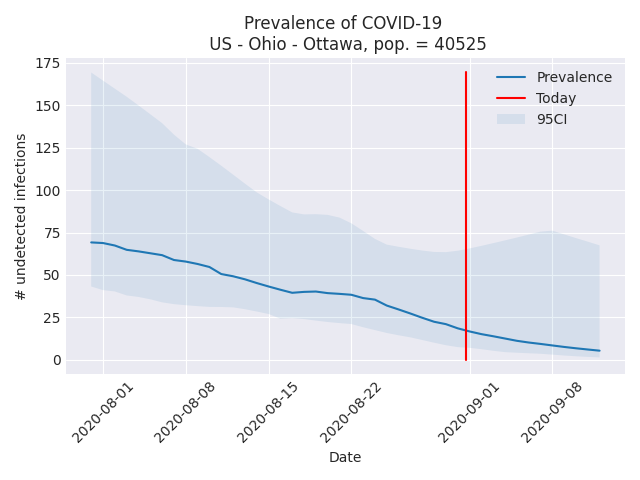 Prevalence of COVID-19
US - Ohio - Ottawa, pop. = 40525
# undetected infections
175
150
125
100
75
50
25
0
Prevalence
Today
95CI
2020-08-01
2020-08-08
2020-08-15
2020-08-22
2020-09-01
2020-09-08
Date